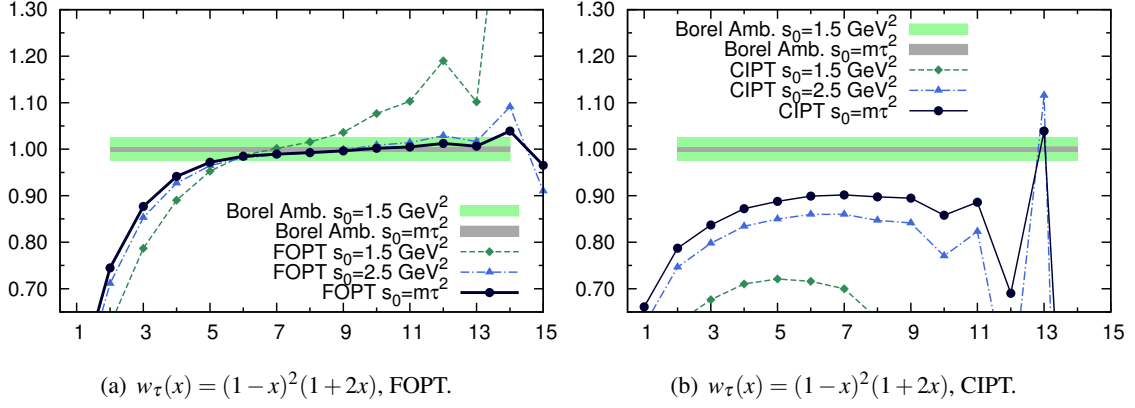 1.30
1.20
1.10
1.00
0.90
0.80
0.70
Borel Amb. s₀=1.5 GeV²
Borel Amb. s₀=mτ²
FOPT s₀=1.5 GeV²
FOPT s₀=2.5 GeV²
FOPT s₀=mτ²
1 3 5 7 9 11 13 15
(a) w_τ(x) = (1−x)²(1+2x), FOPT.
1.30
1.20
1.10
1.00
0.90
0.80
0.70
Borel Amb. s₀=1.5 GeV²
Borel Amb. s₀=mτ²
CIPT s₀=1.5 GeV²
CIPT s₀=2.5 GeV²
CIPT s₀=mτ²
1 3 5 7 9 11 13 15
(b) w_τ(x) = (1−x)²(1+2x), CIPT.